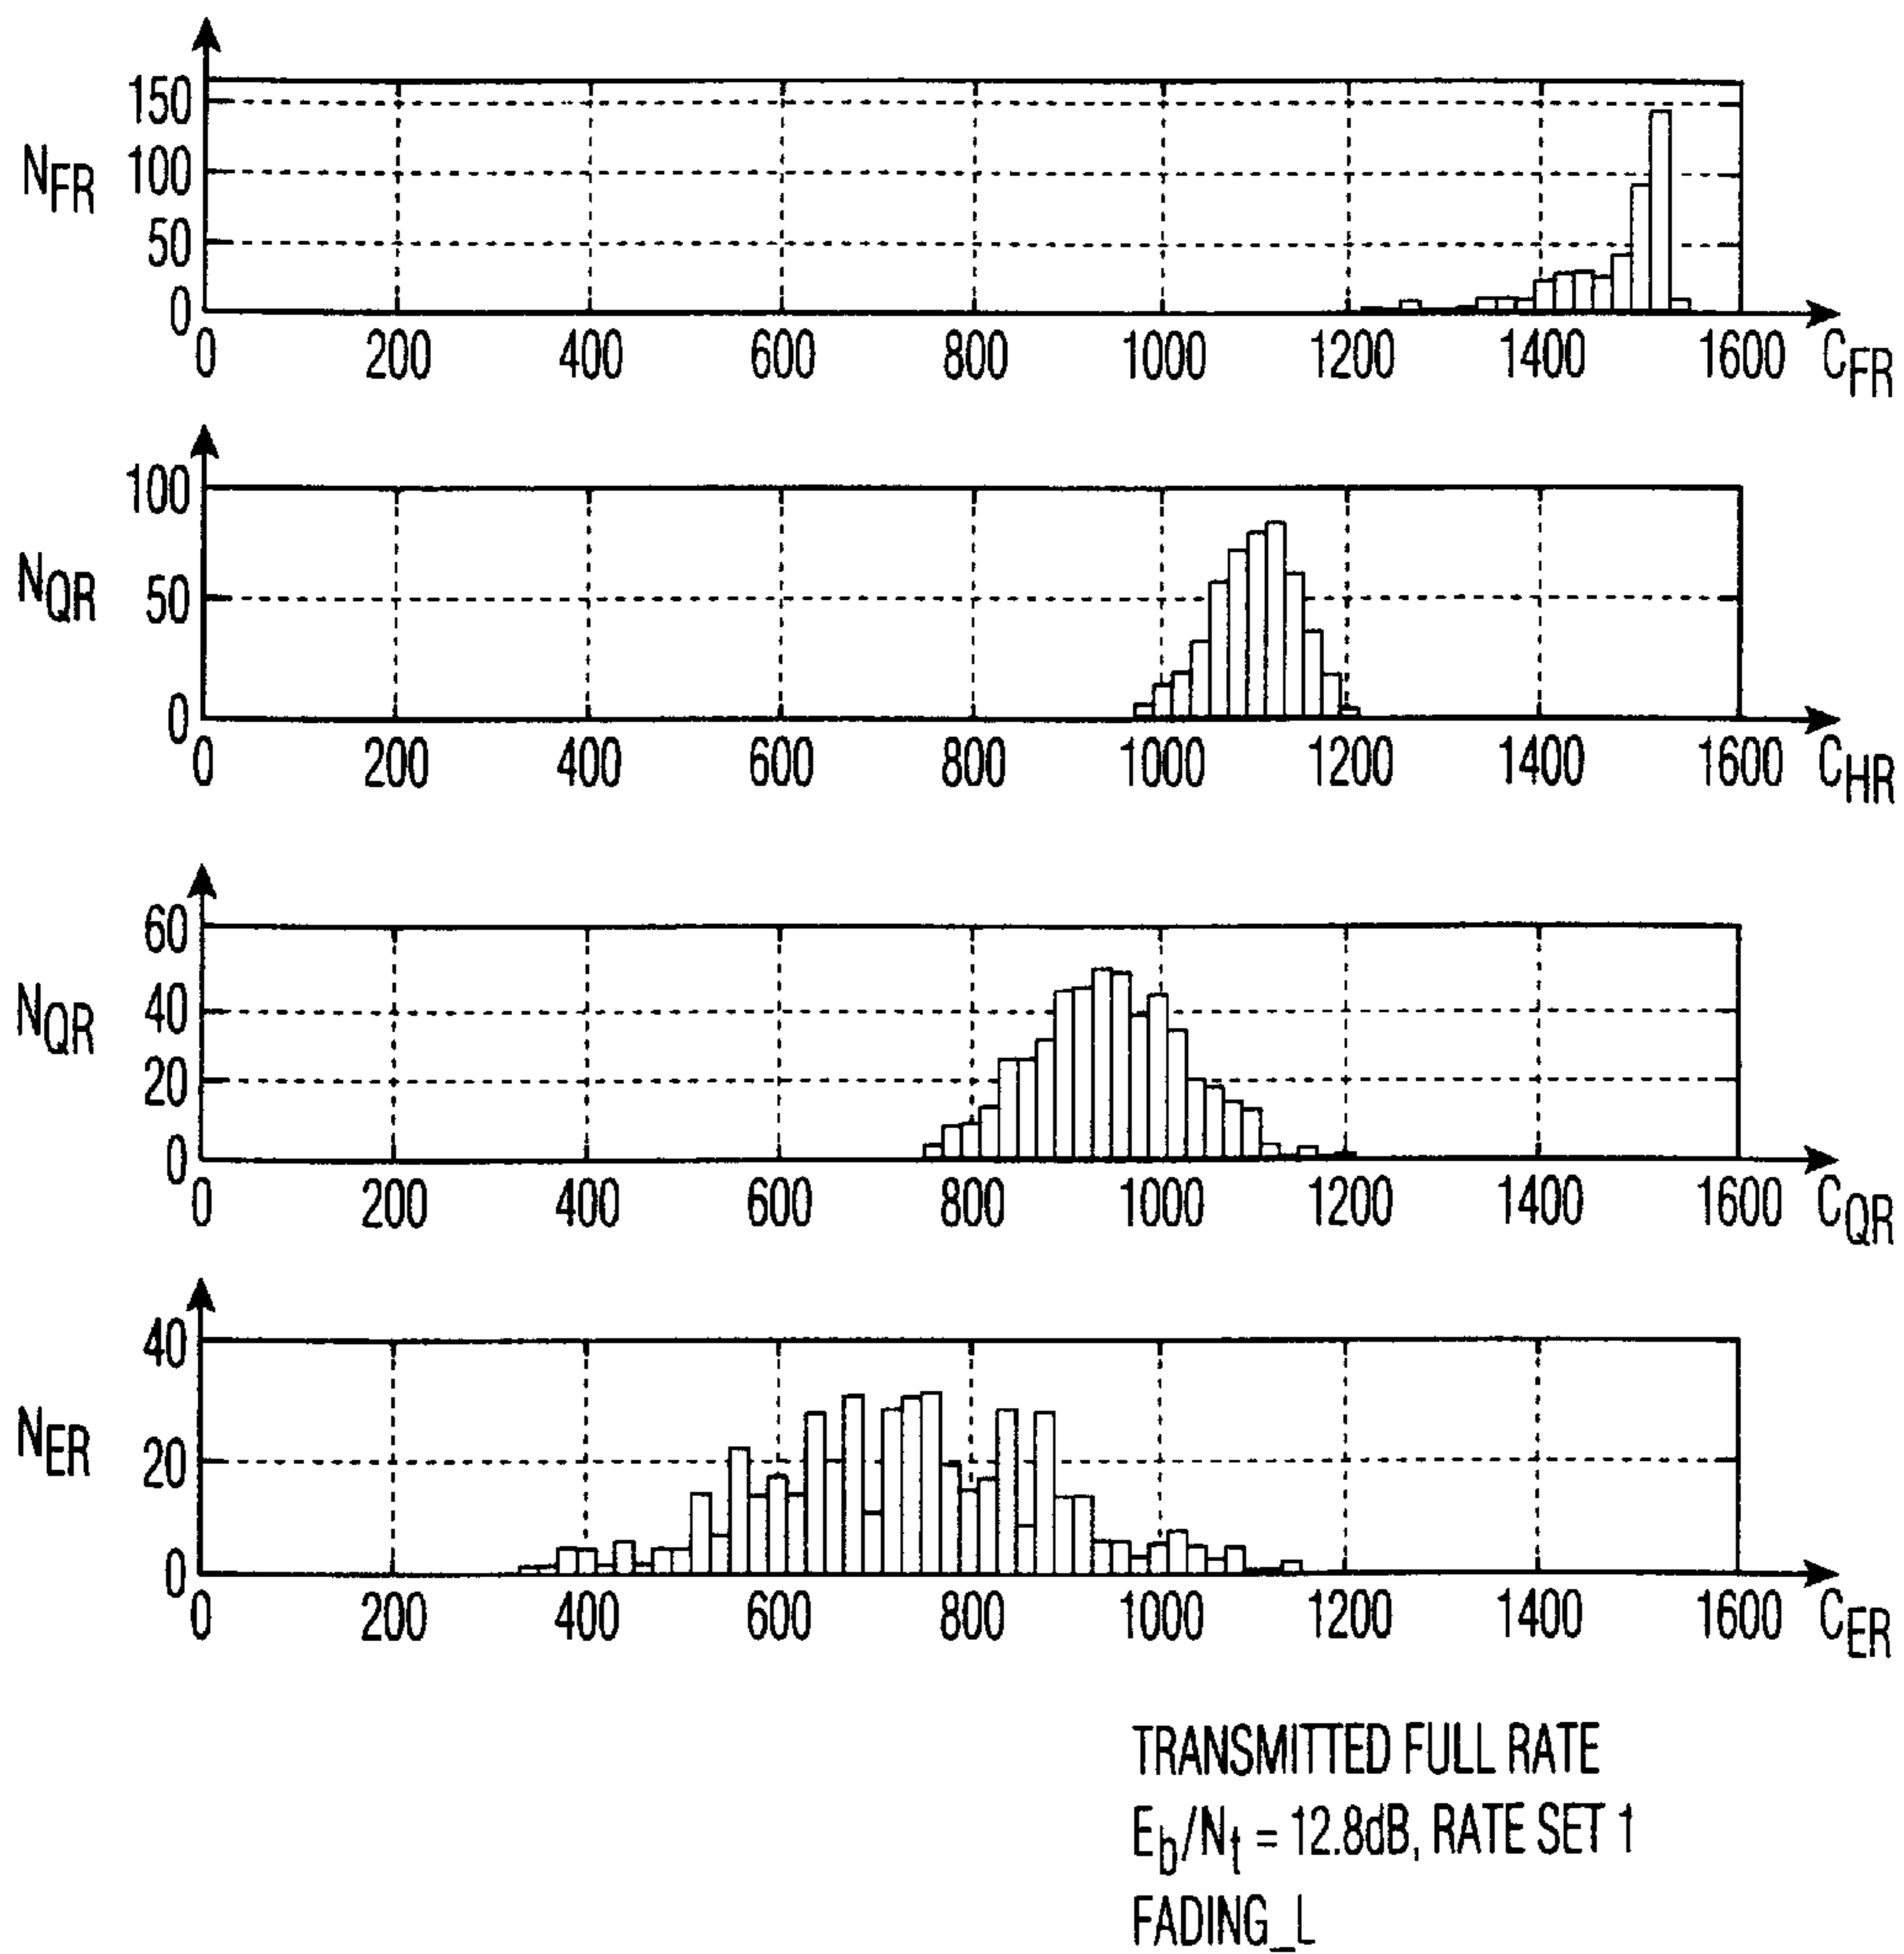 150
N_FR 100
50
0
0 200 400 600 800 1000 1200 1400 1600 C_FR
100
N_QR 50
0
0 200 400 600 800 1000 1200 1400 1600 C_HR
60
N_QR 40
20
0
0 200 400 600 800 1000 1200 1400 1600 C_QR
40
N_ER 20
0
0 200 400 600 800 1000 1200 1400 1600 C_ER
TRANSMITTED FULL RATE
E_b/N_t = 12.8dB, RATE SET 1
FADING_L